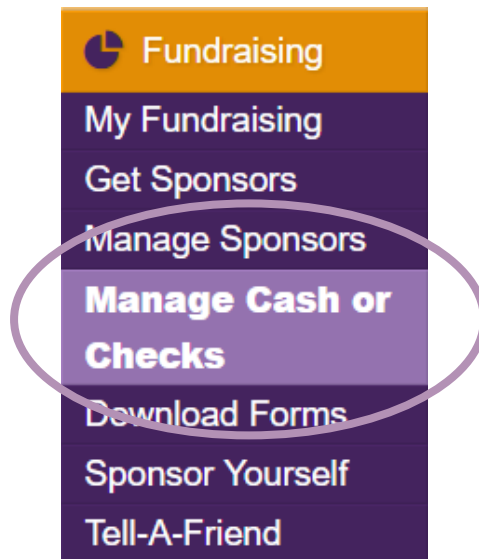 Fundraising
My Fundraising
Get Sponsors
Manage Sponsors
Manage Cash or
Checks
Download Forms
Sponsor Yourself
Tell-A-Friend